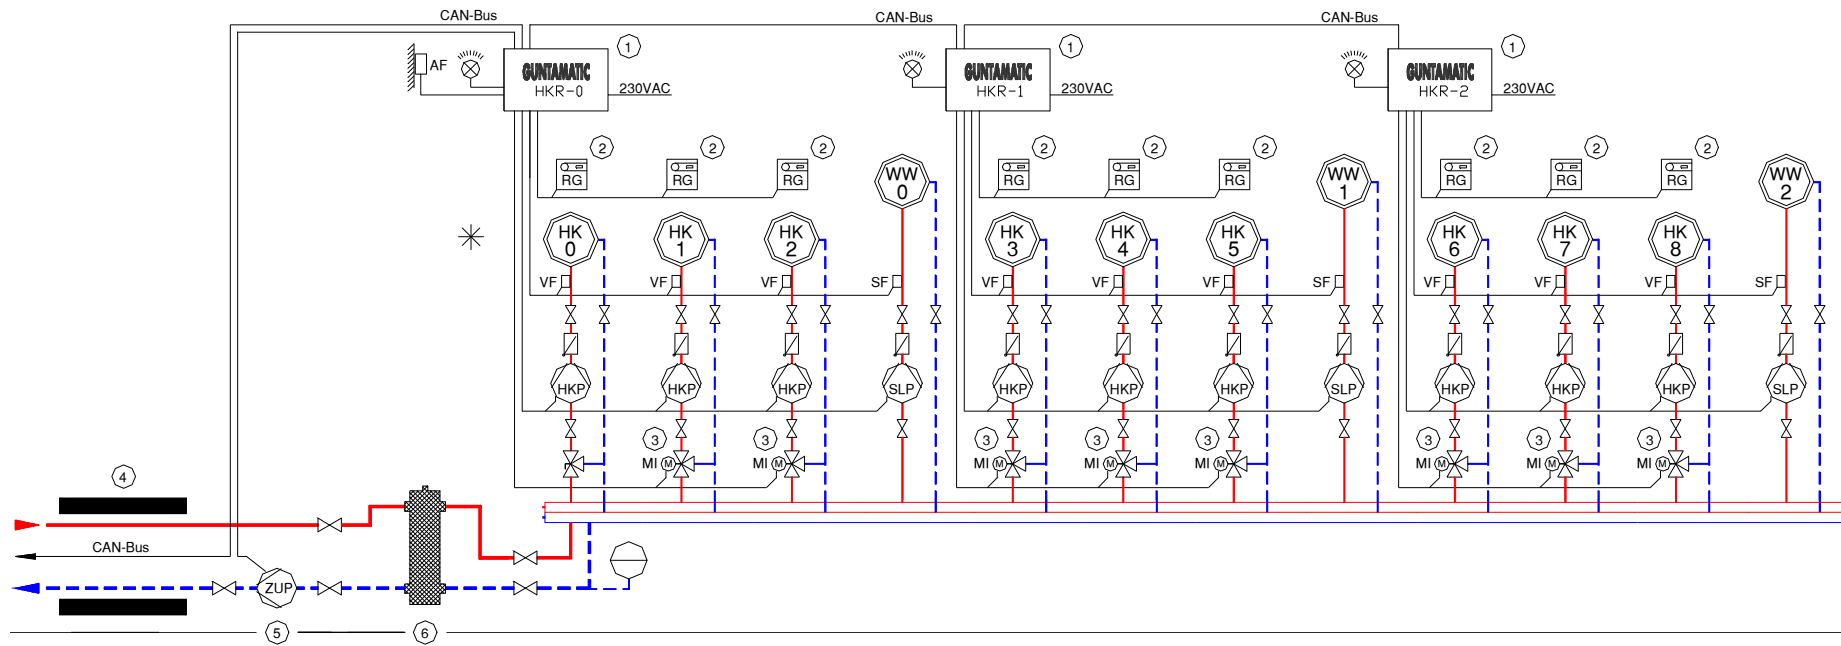 CAN-Bus
CAN-Bus
CAN-Bus
1
1
1
AF
GUNTAMATIC
HKR-0
230VAC
GUNTAMATIC
HKR-1
230VAC
GUNTAMATIC
HKR-2
230VAC
2
2
2
2
2
2
2
2
2
RG
RG
RG
WW
0
RG
RG
RG
WW
1
RG
RG
RG
WW
2
HK
0
HK
1
HK
2
HK
3
HK
4
HK
5
HK
6
HK
7
HK
8
VF
VF
VF
SF
VF
VF
VF
SF
VF
VF
VF
SF
HKP
HKP
HKP
SLP
HKP
HKP
HKP
SLP
HKP
HKP
HKP
SLP
3
3
3
3
3
3
3
3
MI
M
MI
M
MI
M
MI
M
MI
M
MI
M
MI
M
MI
M
4
CAN-Bus
ZUP
5
6